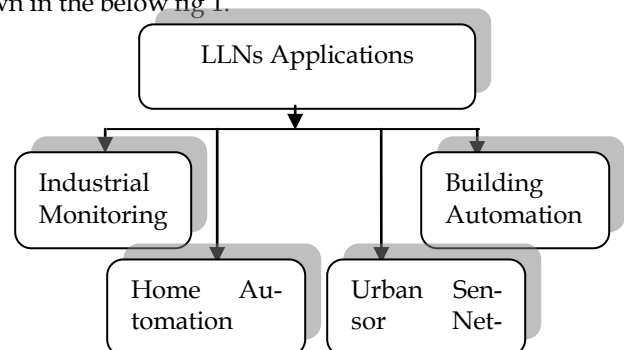 wn in the below fig 1.
LLNs Applications
Industrial
Monitoring
Building
Automation
Home Au-
tomation
Urban Sen-
sor Net-